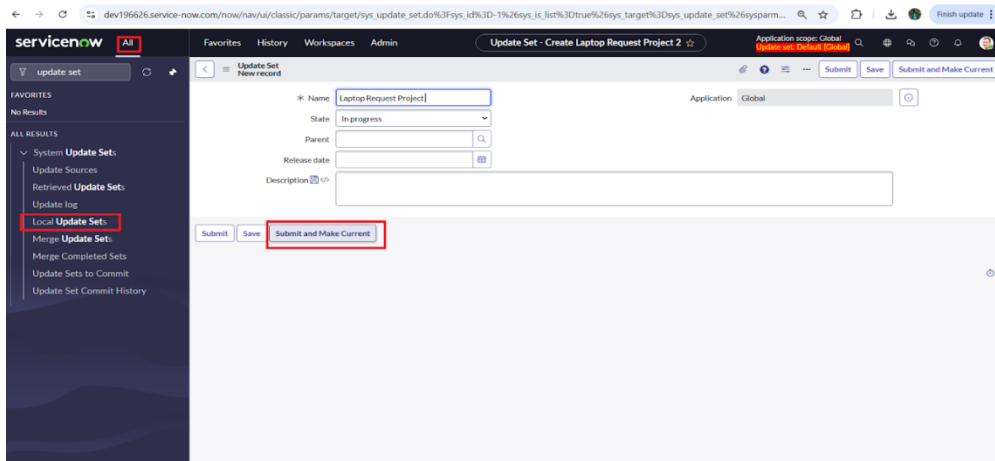 dev196626.service-now.com/now/nav/ui/classic/params/target/sys_update_set.do%3Fsys_id%3D-1%26sys_is_list%3Dtrue%26sys_target%3Dsys_update_set%26sysparm...
Finish update
servicenow
All
Favorites History Workspaces Admin
Update Set - Create Laptop Request Project 2
Application scope: Global
Update set: Default [Global]
update set
Update Set
New record
Submit Save Submit and Make Current
FAVORITES
No Results
ALL RESULTS
System Update Sets
Update Sources
Retrieved Update Sets
Update log
Local Update Sets
Merge Update Sets
Merge Completed Sets
Update Sets to Commit
Update Set Commit History
Name Laptop Request Project
Application Global
State In progress
Parent
Release date
Description
Submit Save Submit and Make Current